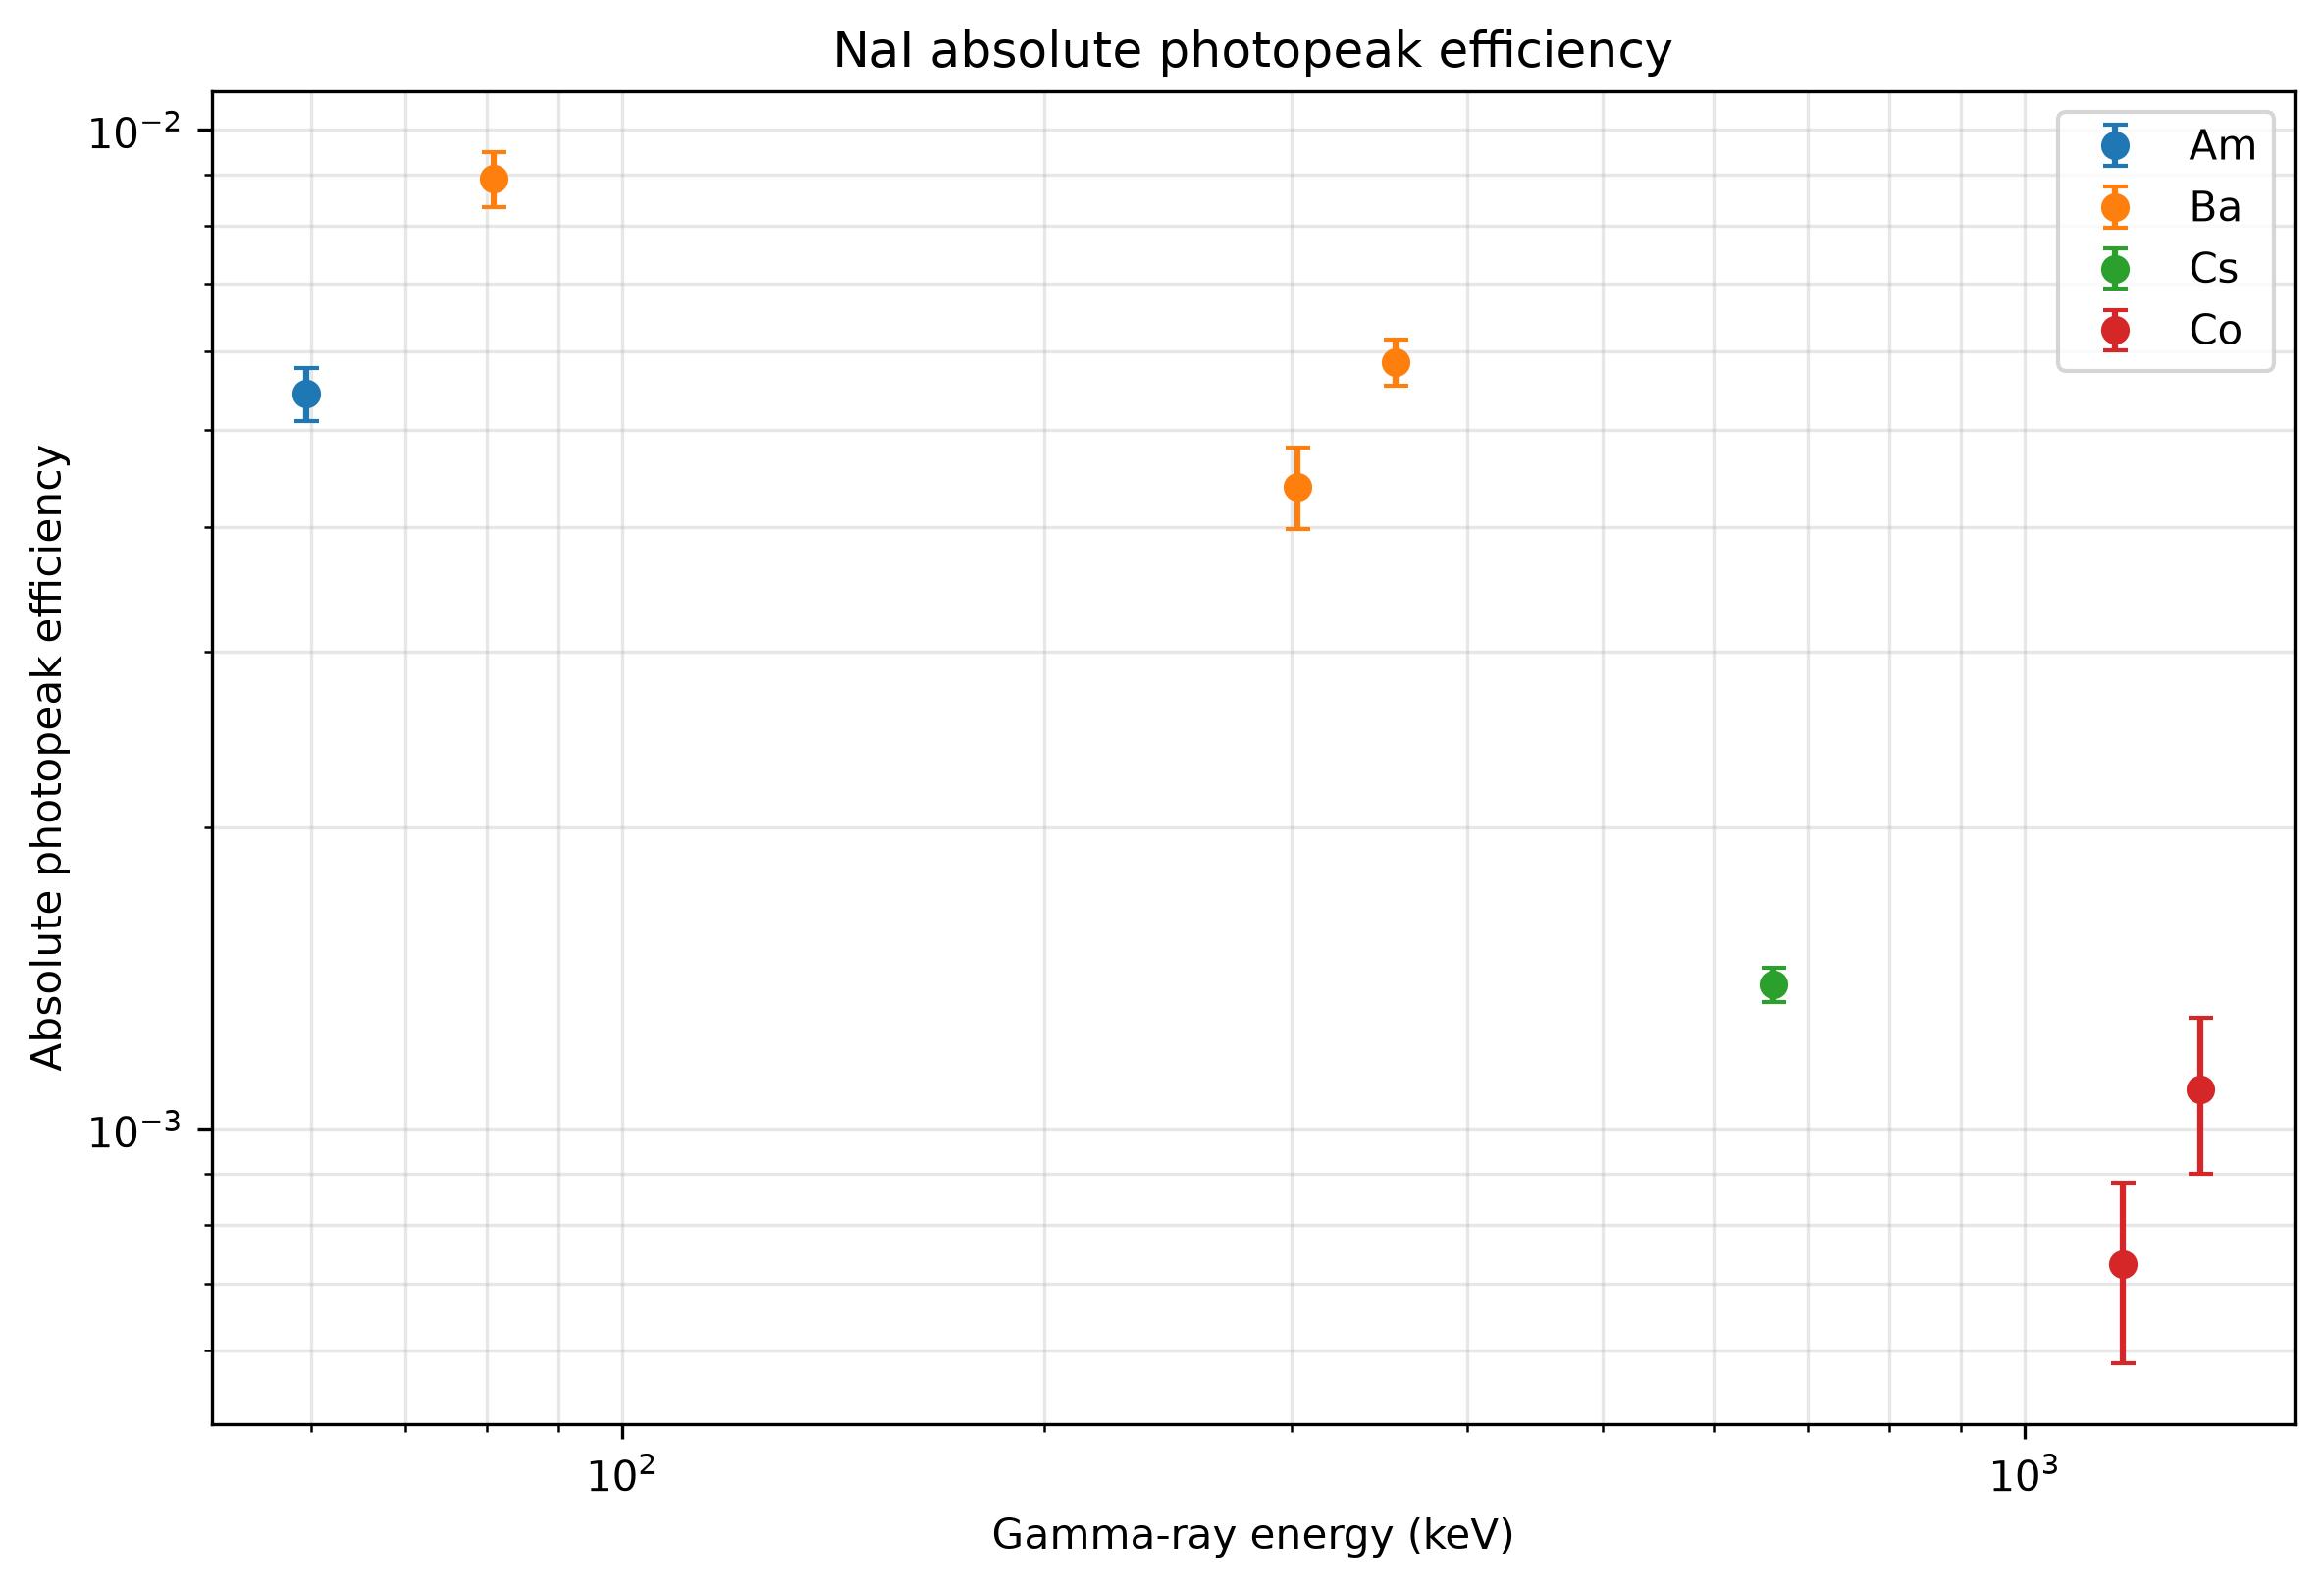 NaI absolute photopeak efficiency
10⁻²
10⁻³
Absolute photopeak efficiency
Am
Ba
Cs
Co
10²
10³
Gamma-ray energy (keV)